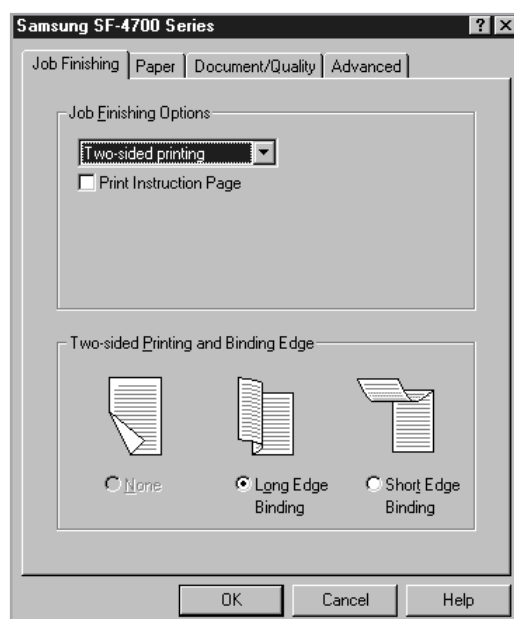 Samsung SF-4700 Series
Job Finishing Paper Document/Quality Advanced
Job Finishing Options
Two-sided printing
Print Instruction Page
Two-sided Printing and Binding Edge
None Long Edge Binding Short Edge Binding
OK Cancel Help